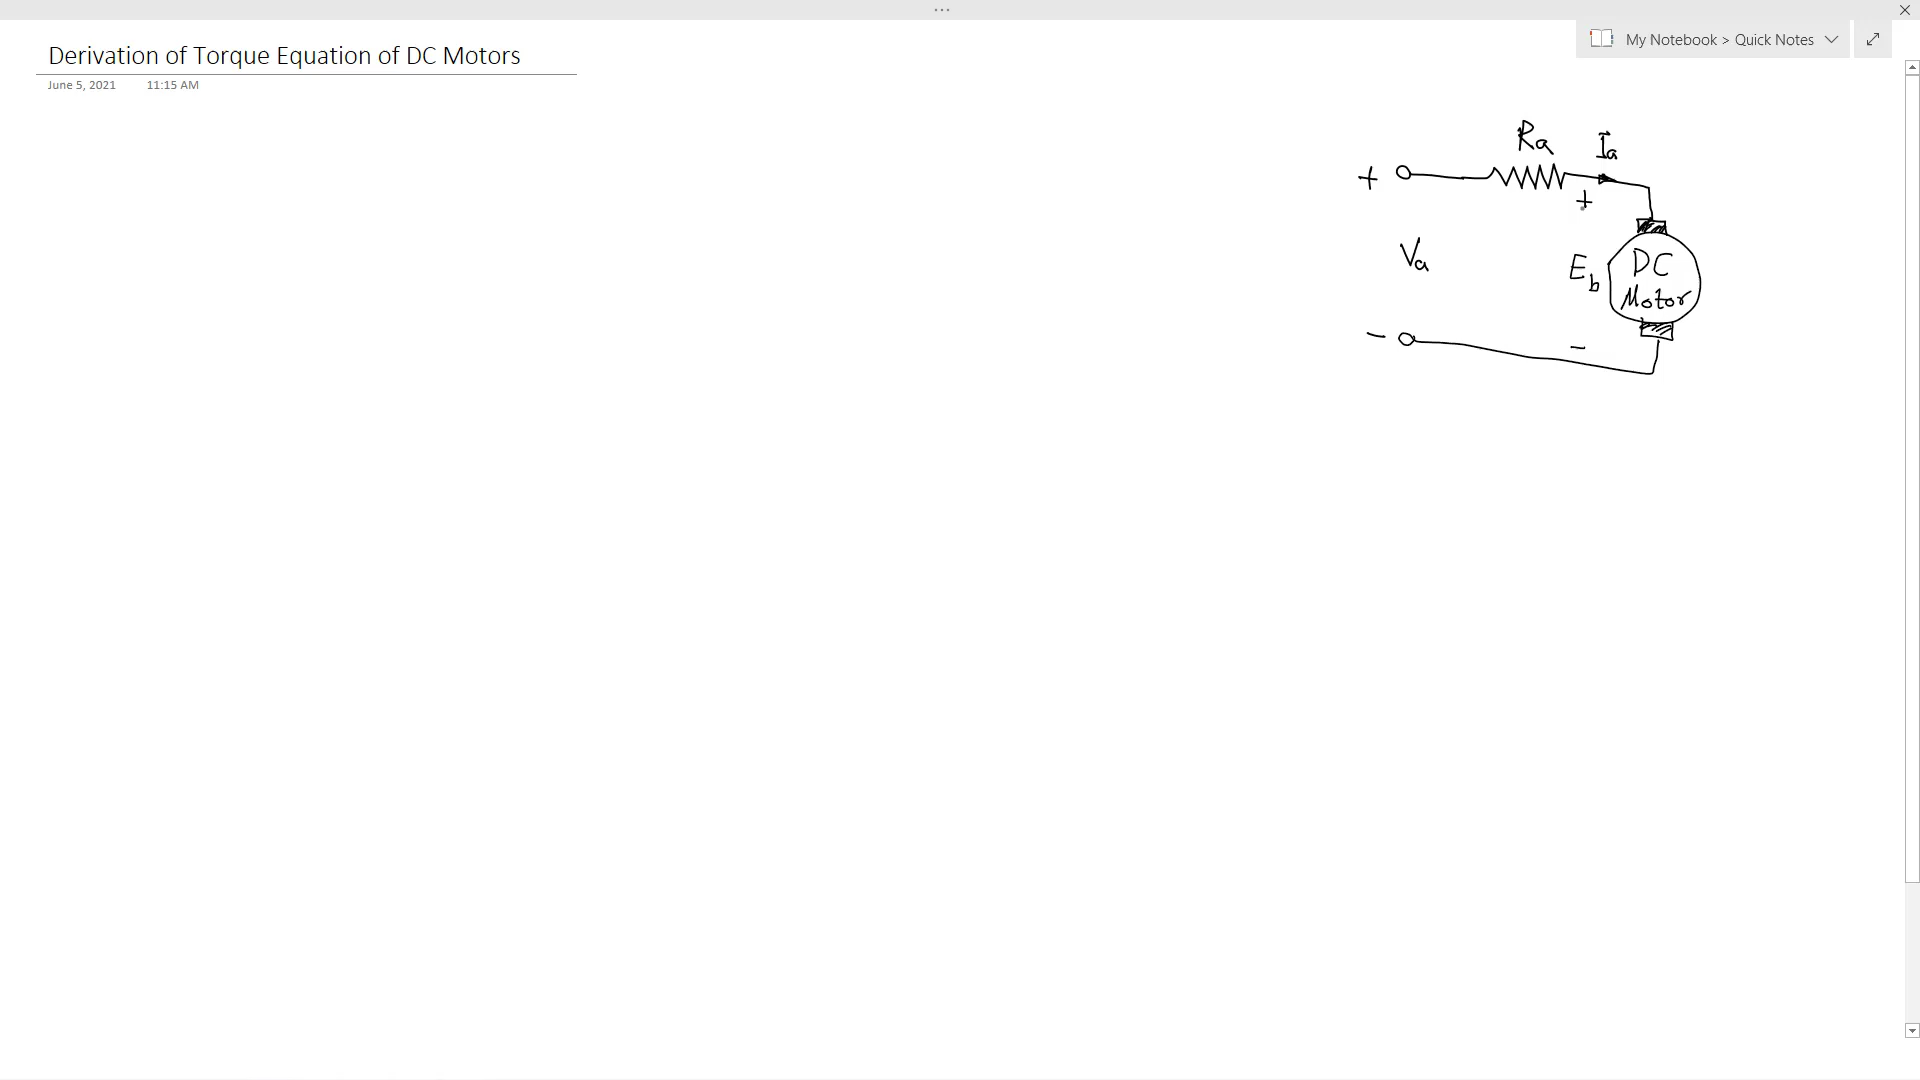 My Notebook > Quick Notes
Derivation of Torque Equation of DC Motors
June 5, 2021 11:15 AM
Ra Ia
+
+
Va
Eb
DC
Motor
-
-